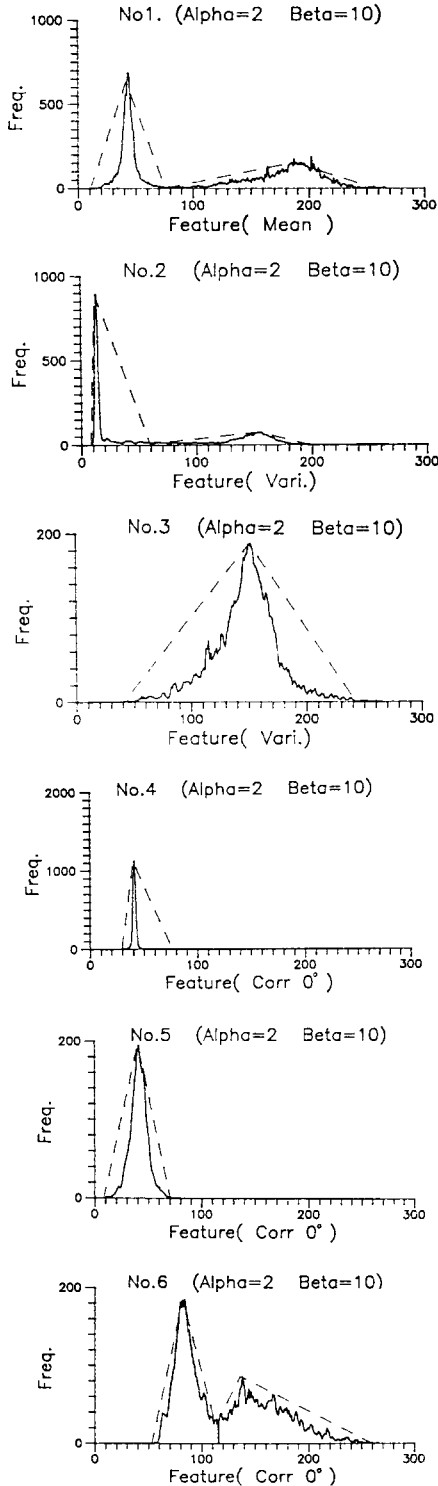 No1. (Alpha=2 Beta=10)
1000
500
0
Freq.
0 100 200 300
Feature( Mean )
No.2 (Alpha=2 Beta=10)
1000
500
0
Freq.
0 100 200 300
Feature( Vari.)
No.3 (Alpha=2 Beta=10)
200
0
Freq.
0 100 200 300
Feature( Vari.)
No.4 (Alpha=2 Beta=10)
2000
1000
0
Freq.
0 100 200 300
Feature( Corr 0° )
No.5 (Alpha=2 Beta=10)
200
0
Freq.
0 100 200 300
Feature( Corr 0° )
No.6 (Alpha=2 Beta=10)
200
0
Freq.
0 100 200 300
Feature( Corr 0° )